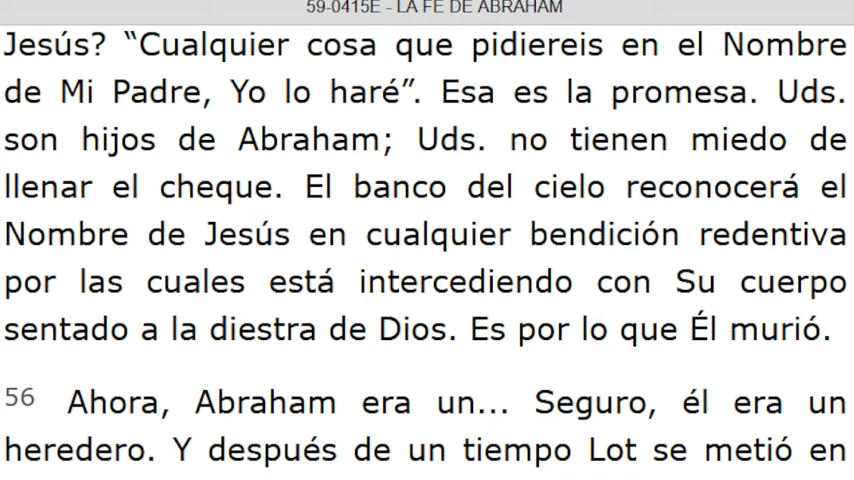 59-0415E - LA FE DE ABRAHAM
Jesús? “Cualquier cosa que pidiereis en el Nombre
de Mi Padre, Yo lo haré”. Esa es la promesa. Uds.
son hijos de Abraham; Uds. no tienen miedo de
llenar el cheque. El banco del cielo reconocerá el
Nombre de Jesús en cualquier bendición redentiva
por las cuales está intercediendo con Su cuerpo
sentado a la diestra de Dios. Es por lo que Él murió.
56 Ahora, Abraham era un... Seguro, él era un
heredero. Y después de un tiempo Lot se metió en